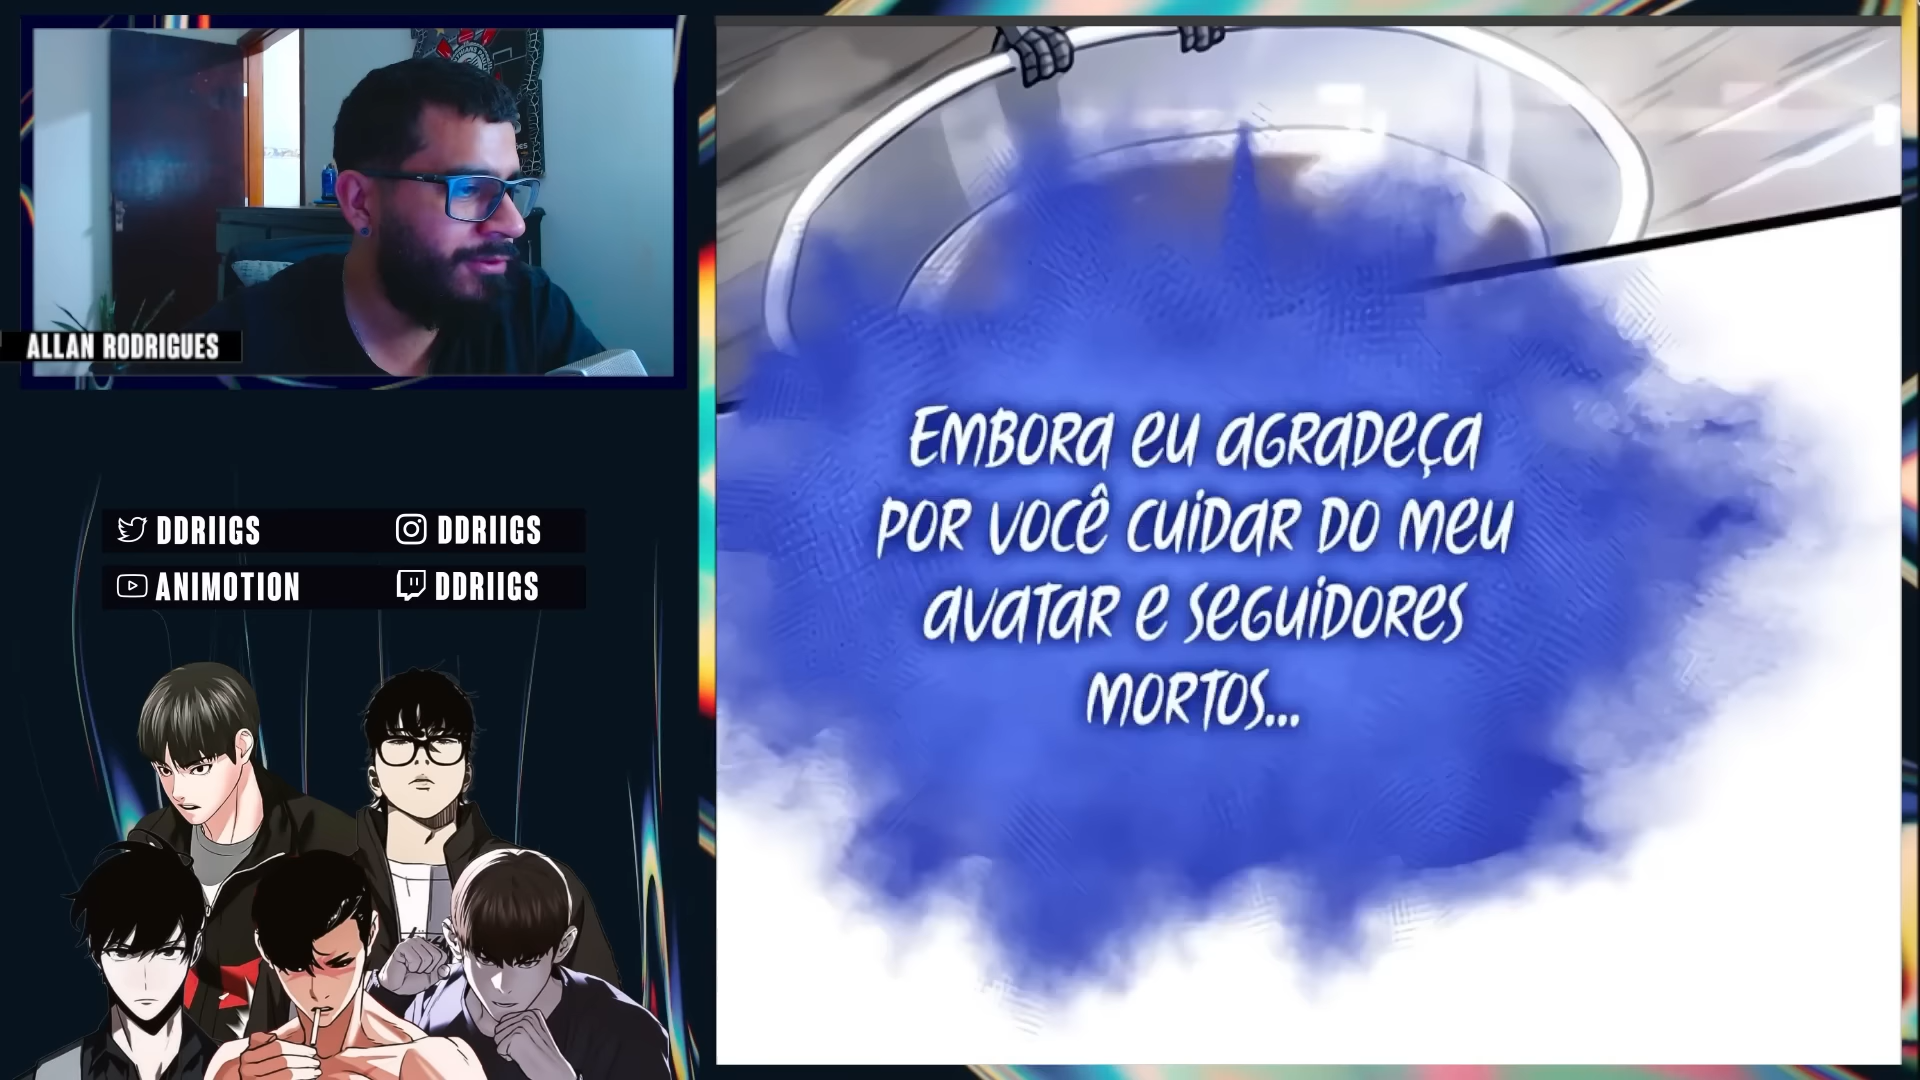 ALLAN RODRIGUES
DDRIIGS
DDRIIGS
ANIMOTION
DDRIIGS
EMBORA EU AGRADEÇA
POR VOCÊ CUIDAR DO MEU
AVATAR E SEGUIDORES
MORTOS...